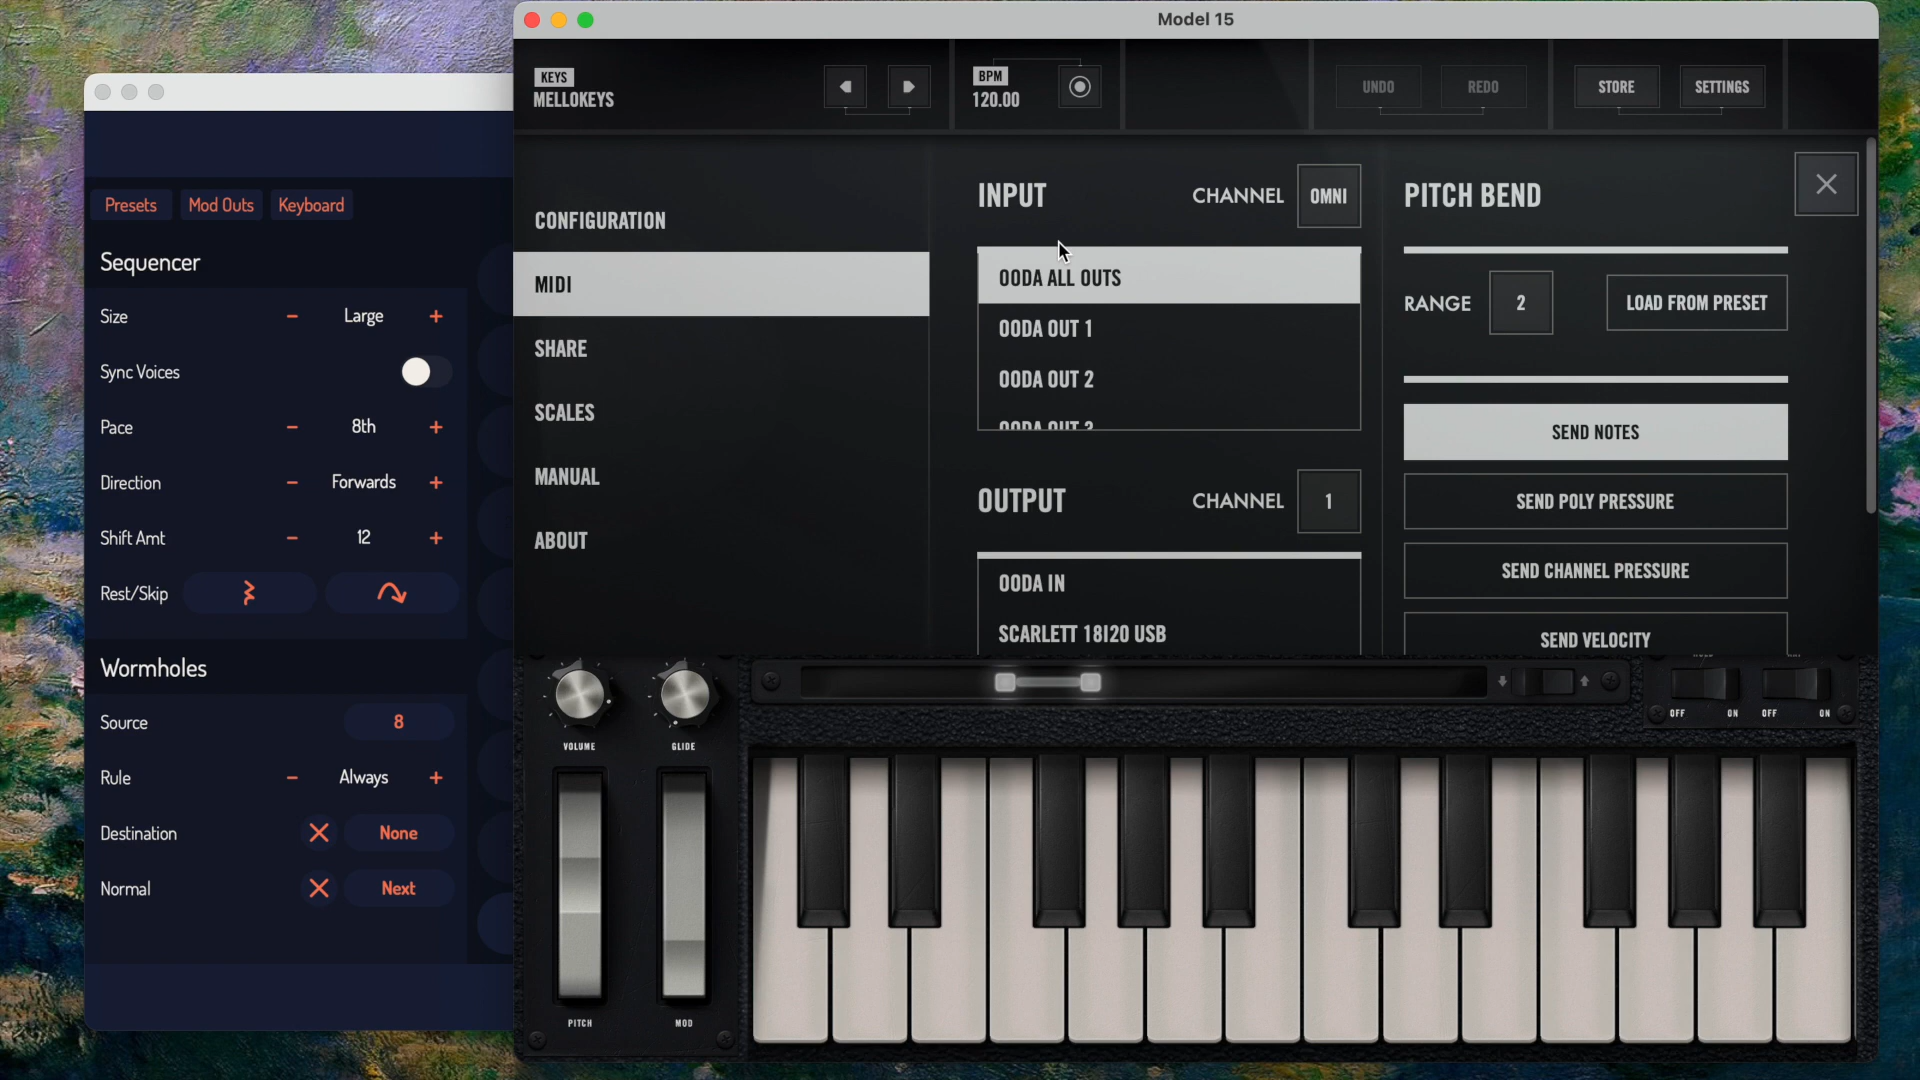 Model 15
KEYS
MELLOKEYS
BPM
120.00
UNDO
REDO
STORE
SETTINGS
Presets
Mod Outs
Keyboard
Sequencer
Size
- Large +
Sync Voices
Pace
- 8th +
Direction
- Forwards +
Shift Amt
- 12 +
Rest/Skip
Wormholes
Source
8
Rule
- Always +
Destination
None
Normal
Next
CONFIGURATION
MIDI
SHARE
SCALES
MANUAL
ABOUT
INPUT
CHANNEL
OMNI
OODA ALL OUTS
OODA OUT 1
OODA OUT 2
OODA OUT 3
OUTPUT
CHANNEL
1
OODA IN
SCARLETT 18I20 USB
PITCH BEND
RANGE
2
LOAD FROM PRESET
SEND NOTES
SEND POLY PRESSURE
SEND CHANNEL PRESSURE
SEND VELOCITY
VOLUME
GLIDE
OFF
ON
OFF
ON
PITCH
MOD